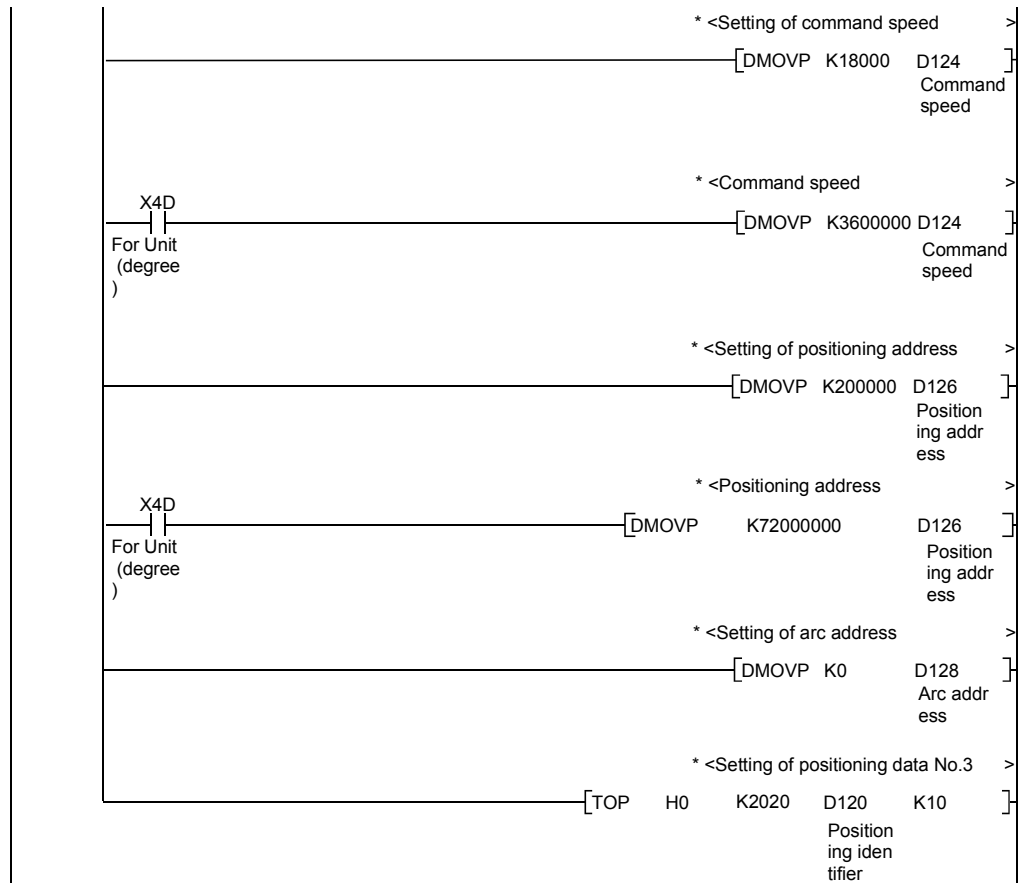 * <Setting of command speed >
DMOVP K18000 D124
Command
speed
* <Command speed >
X4D
DMOVP K3600000 D124
For Unit
(degree
)
Command
speed
* <Setting of positioning address >
DMOVP K200000 D126
Position
ing addr
ess
* <Positioning address >
X4D
DMOVP K72000000 D126
For Unit
(degree
)
Position
ing addr
ess
* <Setting of arc address >
DMOVP K0 D128
Arc addr
ess
* <Setting of positioning data No.3 >
TOP H0 K2020 D120 K10
Position
ing iden
tifier